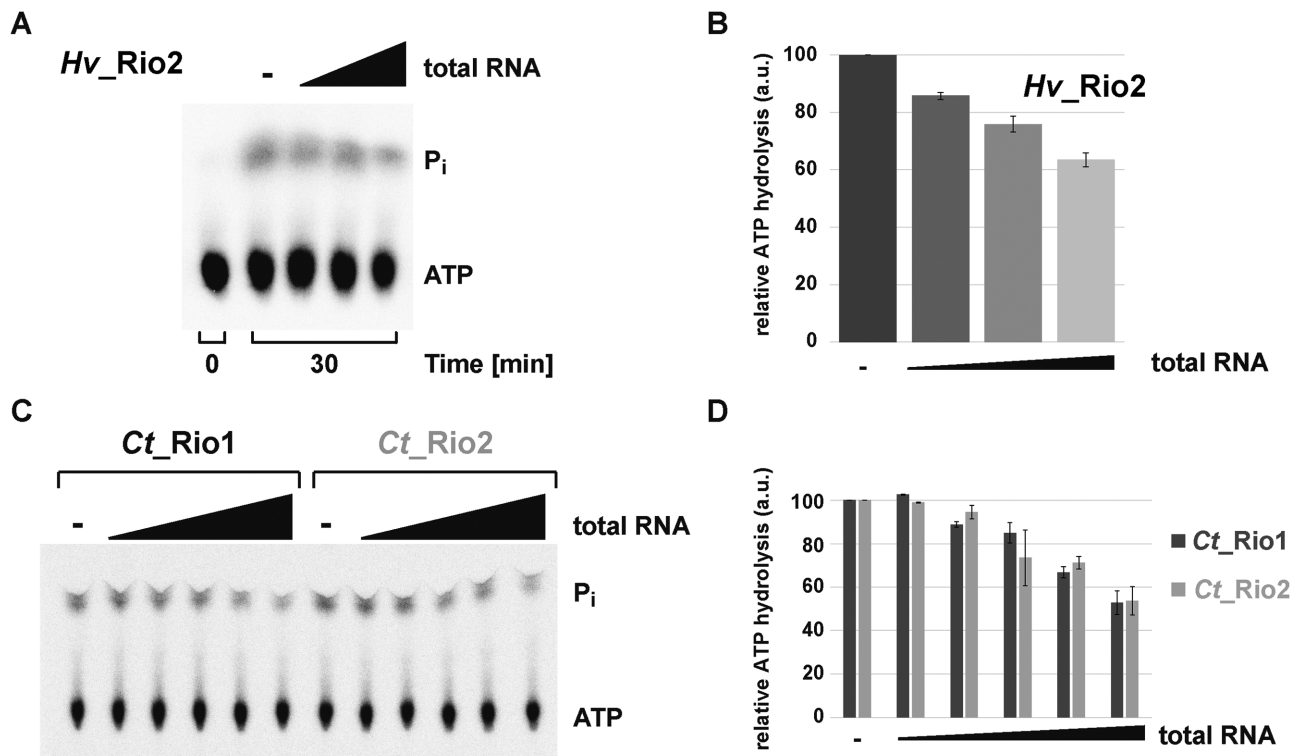 A
Hv_Rio2
- total RNA
Pi
ATP
0 30 Time [min]
B
relative ATP hydrolysis (a.u.)
100
80
60
40
20
0
Hv_Rio2
- total RNA
C
Ct_Rio1 Ct_Rio2
- - total RNA
Pi
ATP
D
relative ATP hydrolysis (a.u.)
100
80
60
40
20
0
Ct_Rio1
Ct_Rio2
- total RNA